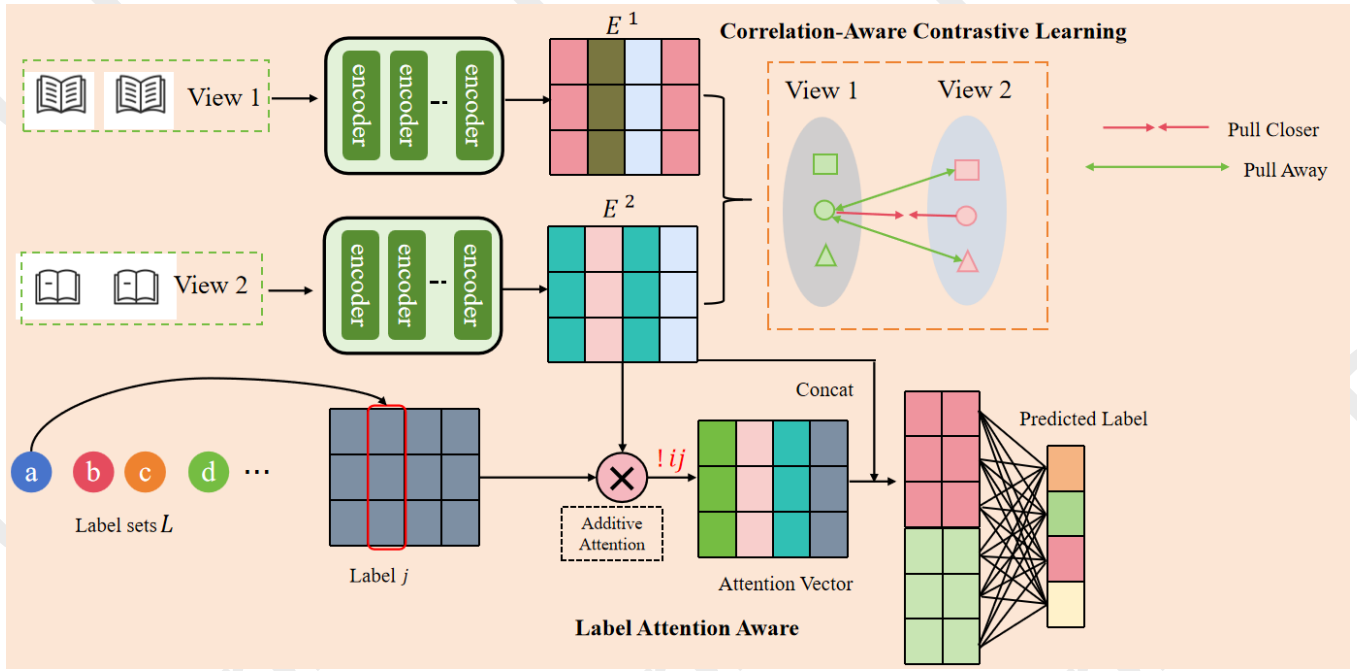 E 1
Correlation-Aware Contrastive Learning
View 1
encoder
encoder
--
encoder
View 1
View 2
Pull Closer
Pull Away
E 2
View 2
encoder
encoder
--
encoder
Concat
Predicted Label
a
b
c
d
...
! ij
Label sets L
Additive
Attention
Label j
Attention Vector
Label Attention Aware